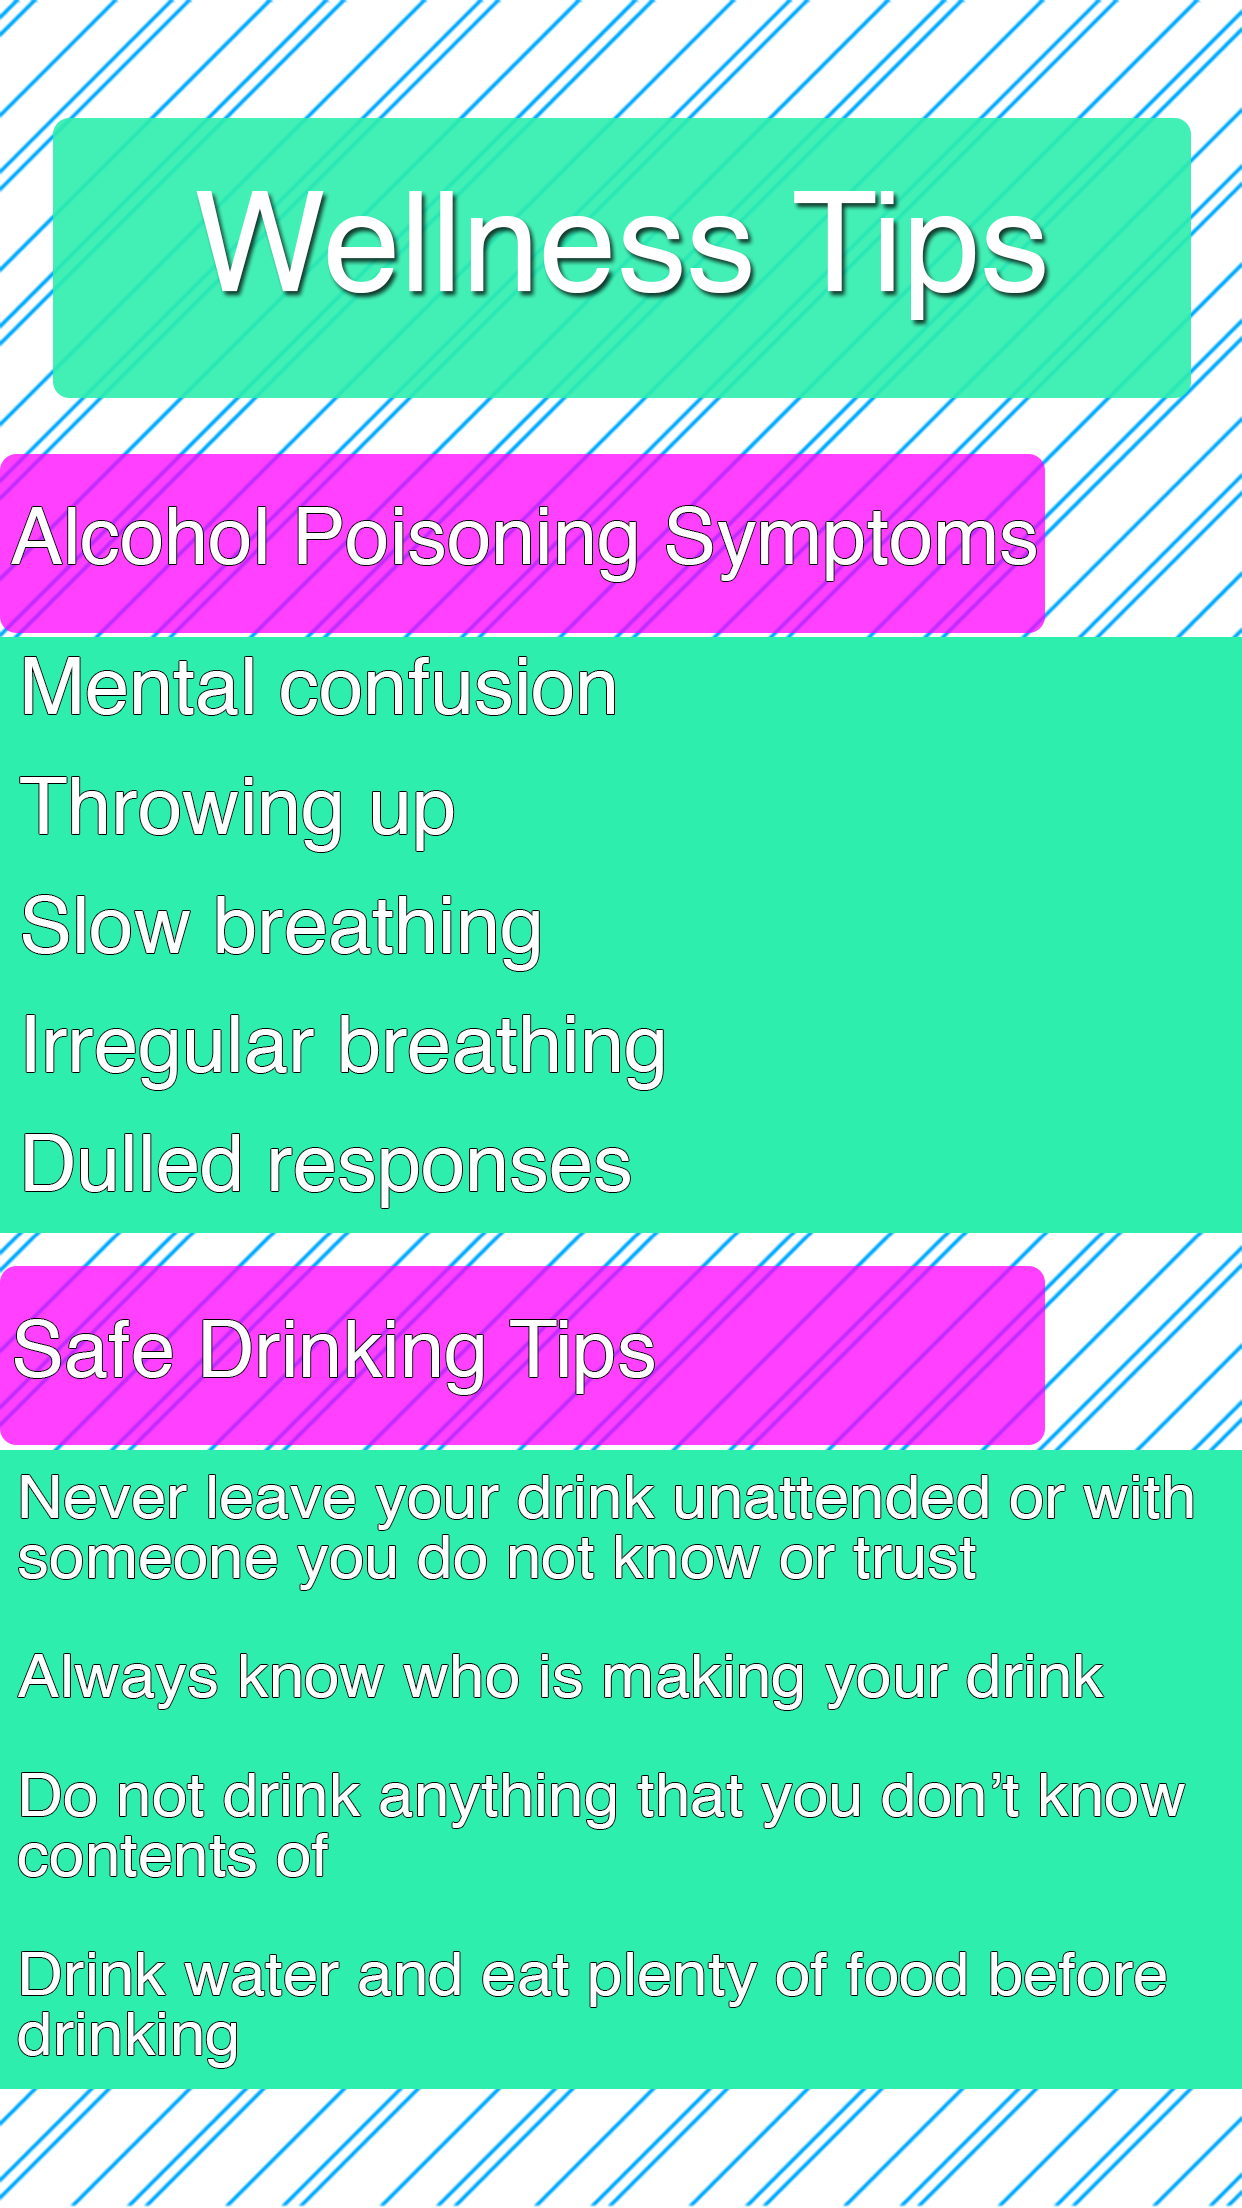 Wellness Tips
Alcohol Poisoning Symptoms
Mental confusion
Throwing up
Slow breathing
Irregular breathing
Dulled responses
Safe Drinking Tips
Never leave your drink unattended or with
someone you do not know or trust
Always know who is making your drink
Do not drink anything that you don’t know
contents of
Drink water and eat plenty of food before
drinking